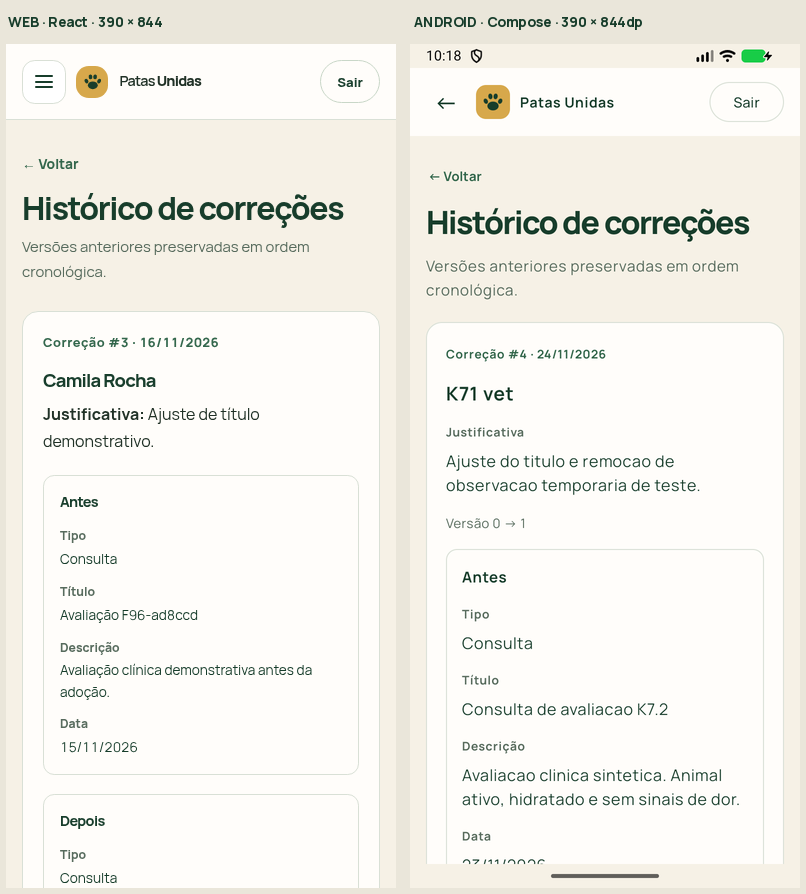 WEB · React · 390 × 844
Patas Unidas
Sair
← Voltar
Histórico de correções
Versões anteriores preservadas em ordem
cronológica.
Correção #3 · 16/11/2026
Camila Rocha
Justificativa: Ajuste de título
demonstrativo.
Antes
Tipo
Consulta
Título
Avaliação F96-ad8ccd
Descrição
Avaliação clínica demonstrativa antes da
adoção.
Data
15/11/2026
Depois
Tipo
Consulta
ANDROID · Compose · 390 × 844dp
10:18
← Patas Unidas
Sair
← Voltar
Histórico de correções
Versões anteriores preservadas em ordem
cronológica.
Correção #4 · 24/11/2026
K71 vet
Justificativa
Ajuste do titulo e remocao de
observacao temporaria de teste.
Versão 0 → 1
Antes
Tipo
Consulta
Título
Consulta de avaliacao K7.2
Descrição
Avaliacao clinica sintetica. Animal
ativo, hidratado e sem sinais de dor.
Data
23/11/2026